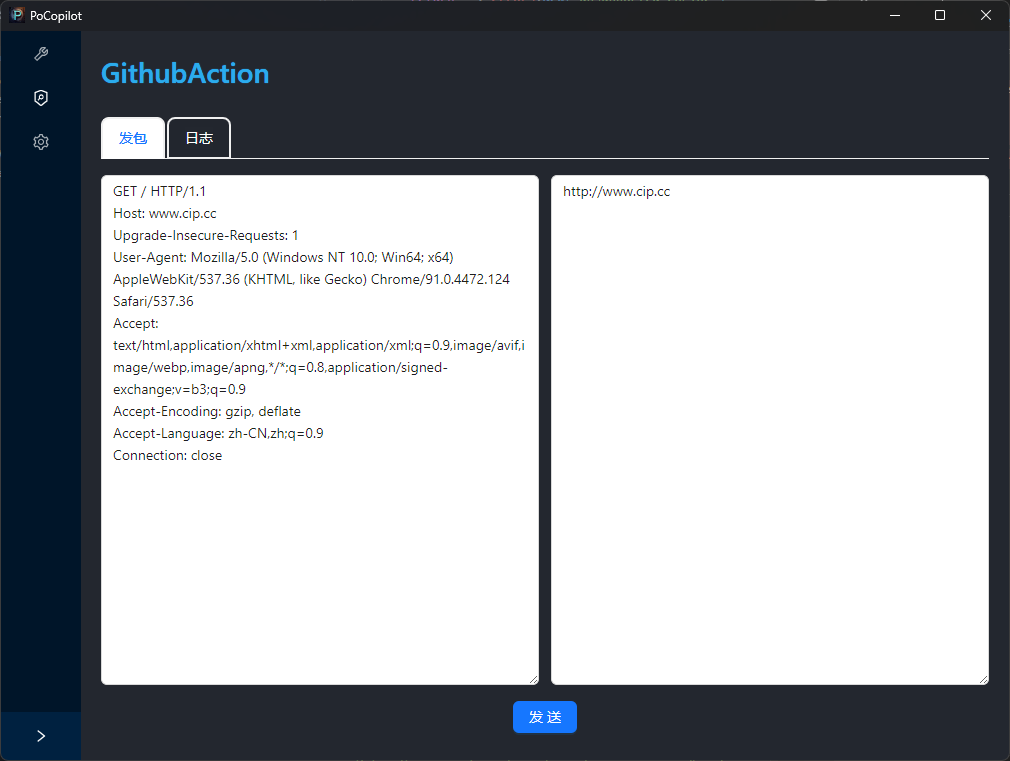 PoCopilot
GithubAction
发包
日志
GET / HTTP/1.1
Host: www.cip.cc
Upgrade-Insecure-Requests: 1
User-Agent: Mozilla/5.0 (Windows NT 10.0; Win64; x64)
AppleWebKit/537.36 (KHTML, like Gecko) Chrome/91.0.4472.124
Safari/537.36
Accept:
text/html,application/xhtml+xml,application/xml;q=0.9,image/avif,i
mage/webp,image/apng,*/*;q=0.8,application/signed-
exchange;v=b3;q=0.9
Accept-Encoding: gzip, deflate
Accept-Language: zh-CN,zh;q=0.9
Connection: close
http://www.cip.cc
发 送